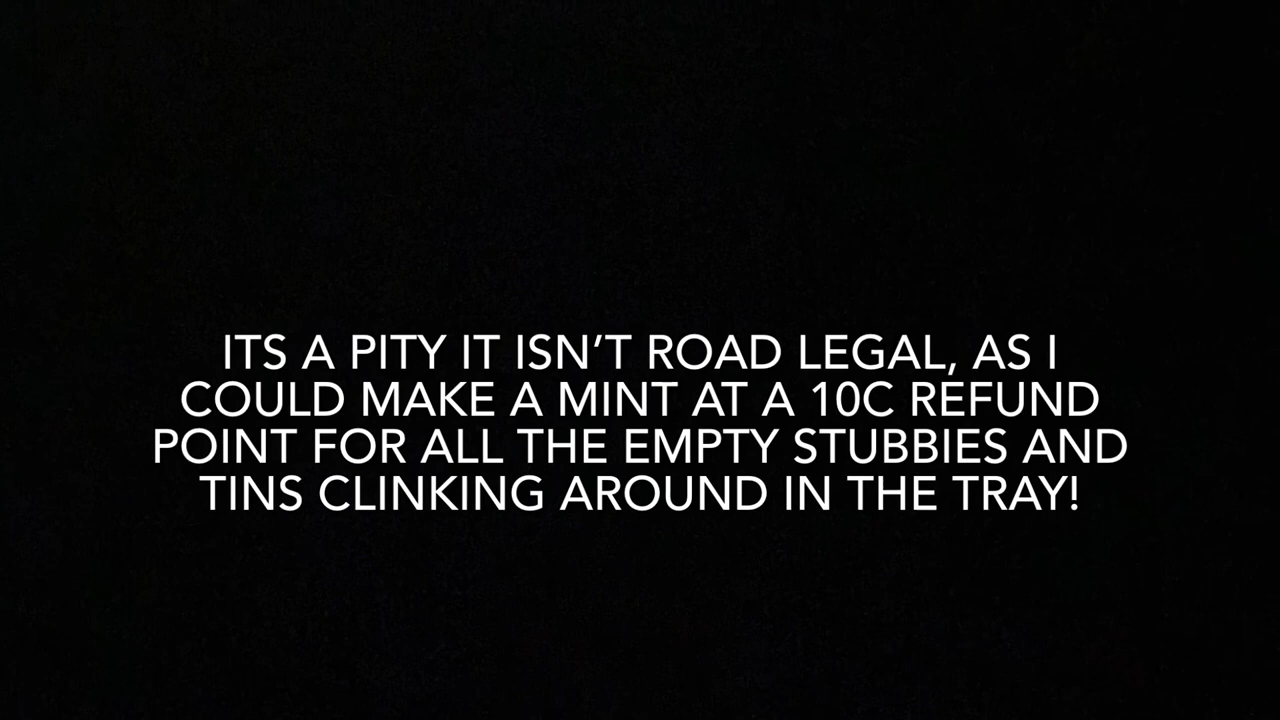 ITS A PITY IT ISN’T ROAD LEGAL, AS I
COULD MAKE A MINT AT A 10C REFUND
POINT FOR ALL THE EMPTY STUBBIES AND
TINS CLINKING AROUND IN THE TRAY!